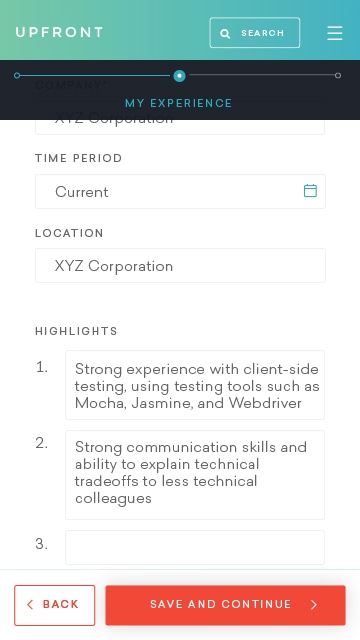 UPFRONT
SEARCH
COMPANY*
MY EXPERIENCE
XYZ Corporation
TIME PERIOD
Current
LOCATION
XYZ Corporation
HIGHLIGHTS
1.
Strong experience with client-side
testing, using testing tools such as
Mocha, Jasmine, and Webdriver
2.
Strong communication skills and
ability to explain technical
tradeoffs to less technical
colleagues
3.
BACK
SAVE AND CONTINUE